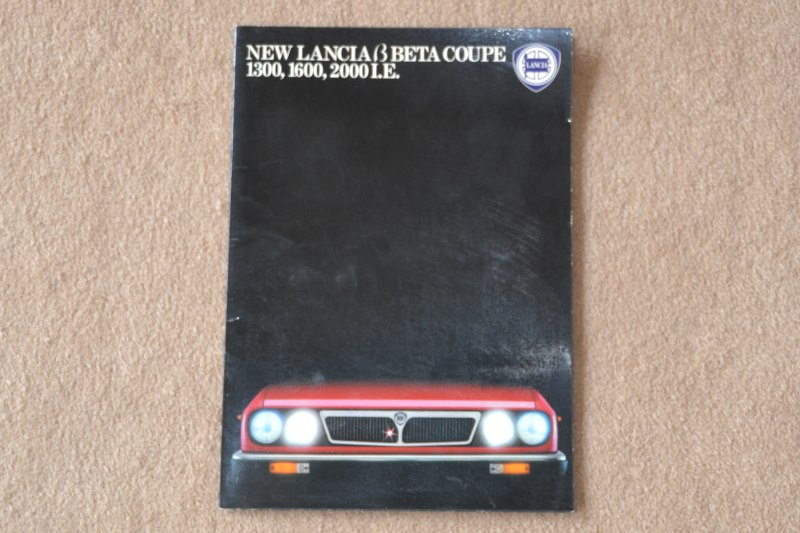 NEW LANCIA β BETA COUPE
1300, 1600, 2000 I.E.
LANCIA